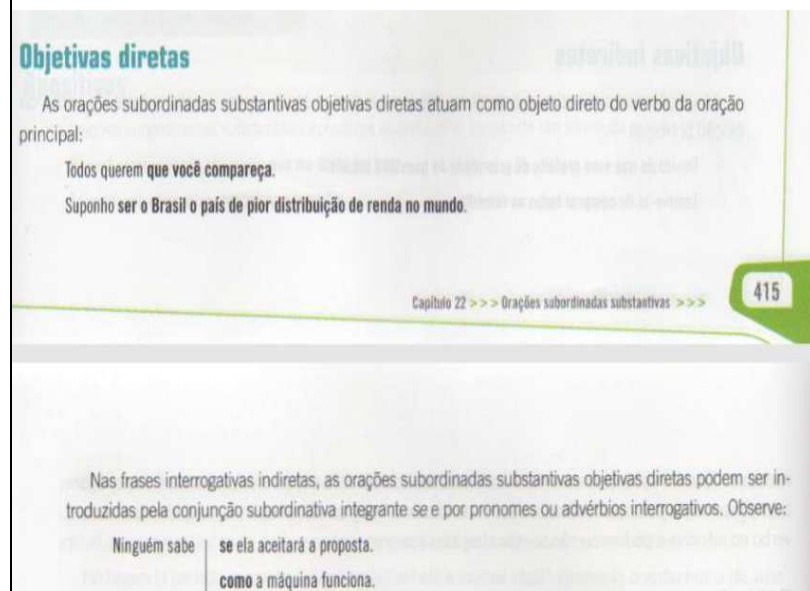 Objetivas diretas
As orações subordinadas substantivas objetivas diretas atuam como objeto direto do verbo da oração
principal:
Todos querem que você compareça.
Suponho ser o Brasil o país de pior distribuição de renda no mundo.
Capítulo 22 > > > Orações subordinadas substantivas > > >
415
Nas frases interrogativas indiretas, as orações subordinadas substantivas objetivas diretas podem ser in-
troduzidas pela conjunção subordinativa integrante se e por pronomes ou advérbios interrogativos. Observe:
Ninguém sabe | se ela aceitará a proposta.
como a máquina funciona.